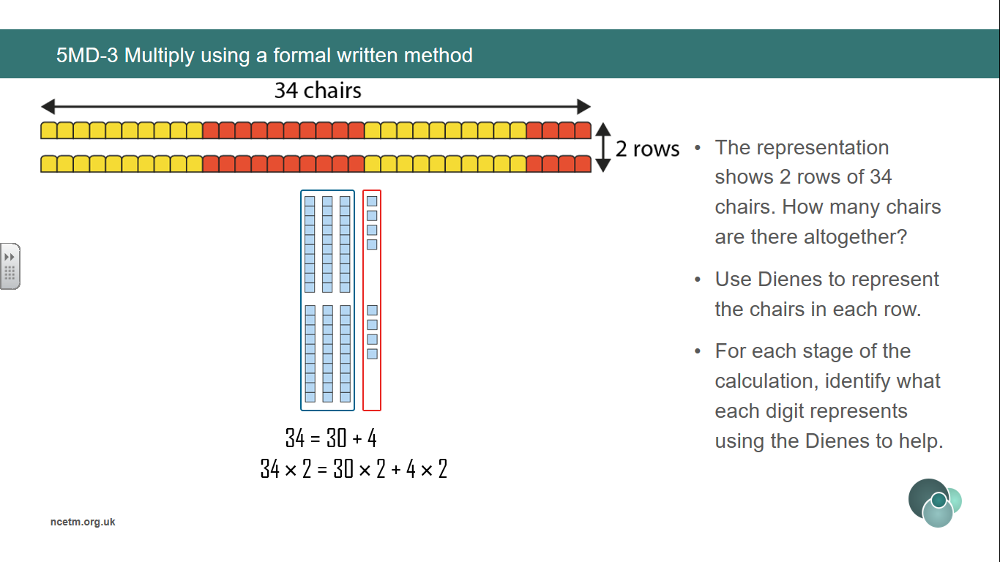 5MD-3 Multiply using a formal written method
34 chairs
2 rows
• The representation
shows 2 rows of 34
chairs. How many chairs
are there altogether?
• Use Dienes to represent
the chairs in each row.
• For each stage of the
calculation, identify what
each digit represents
using the Dienes to help.
34 = 30 + 4
34 × 2 = 30 × 2 + 4 × 2
ncetm.org.uk